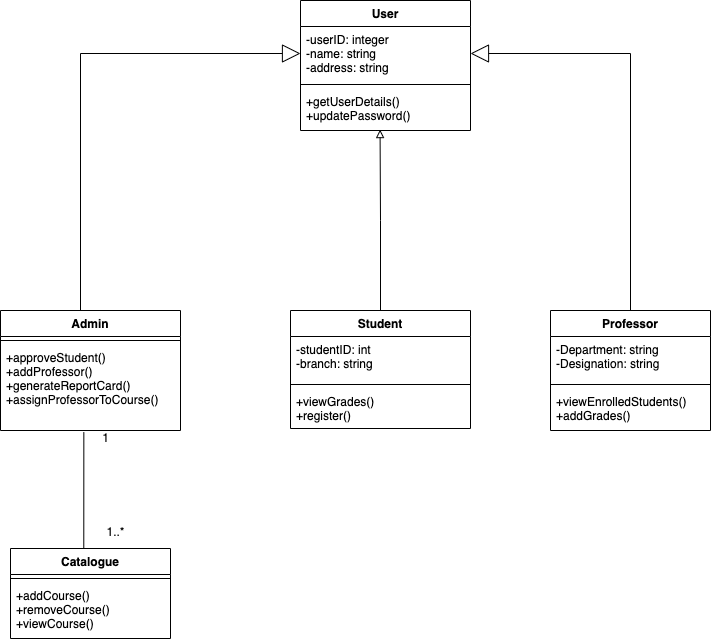 User
-userID: integer
-name: string
-address: string
+getUserDetails()
+updatePassword()
Admin
+approveStudent()
+addProfessor()
+generateReportCard()
+assignProfessorToCourse()
Student
-studentID: int
-branch: string
+viewGrades()
+register()
Professor
-Department: string
-Designation: string
+viewEnrolledStudents()
+addGrades()
1
1..*
Catalogue
+addCourse()
+removeCourse()
+viewCourse()